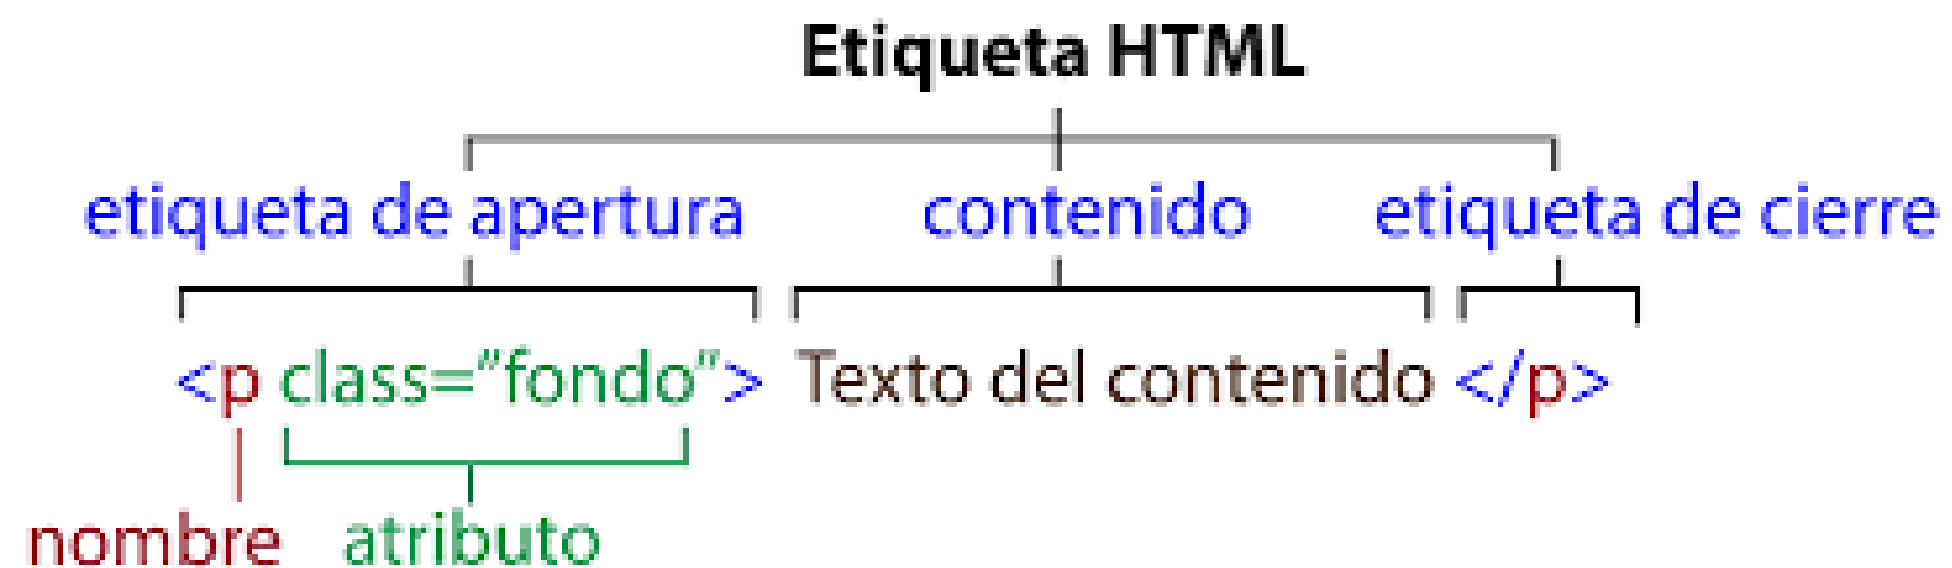 Etiqueta HTML
etiqueta de apertura contenido etiqueta de cierre
<p class=”fondo”> Texto del contenido </p>
nombre atributo